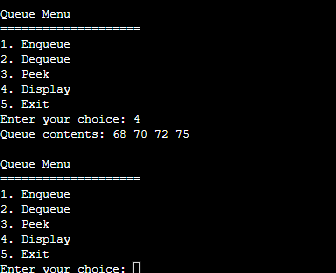 Queue Menu
====================
1. Enqueue
2. Dequeue
3. Peek
4. Display
5. Exit
Enter your choice: 4
Queue contents: 68 70 72 75
Queue Menu
====================
1. Enqueue
2. Dequeue
3. Peek
4. Display
5. Exit
Enter your choice: